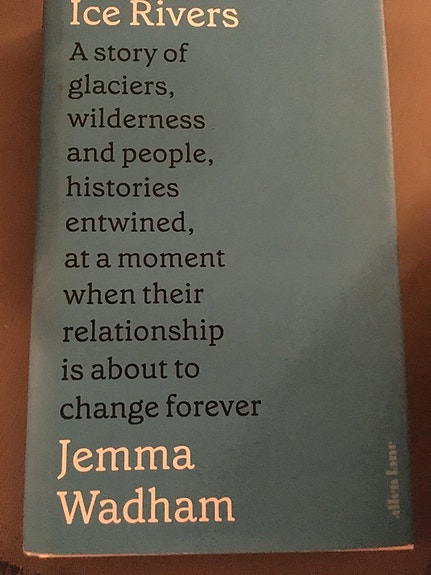 Ice Rivers
A story of
glaciers,
wilderness
and people,
histories
entwined,
at a moment
when their
relationship
is about to
change forever
Jemma
Wadham
allen lane